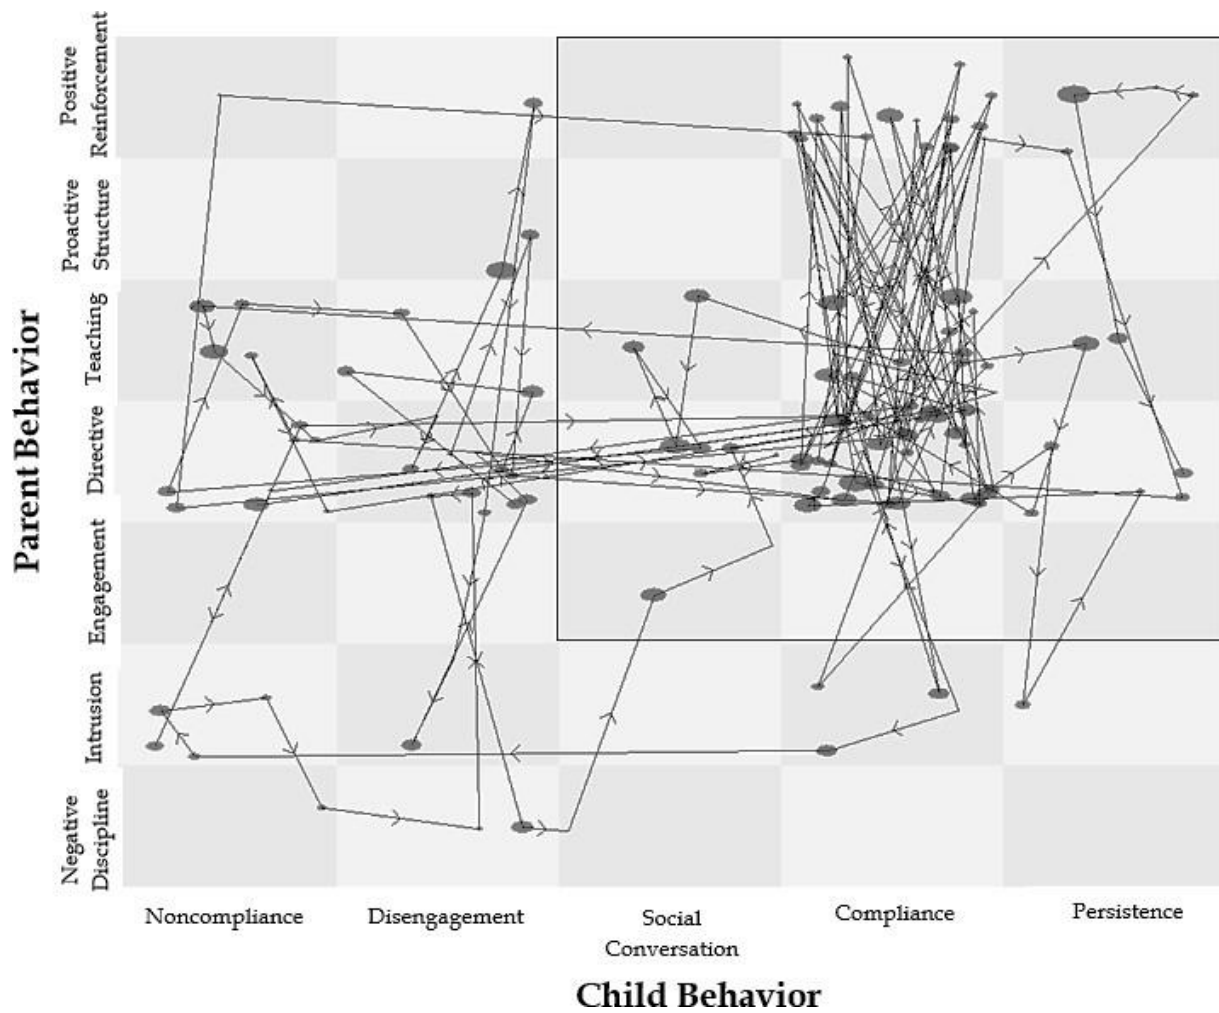 Positive
Reinforcement
Proactive
Structure
Teaching
Directive
Engagement
Intrusion
Negative
Discipline
Parent Behavior
Noncompliance
Disengagement
Social
Conversation
Compliance
Persistence
Child Behavior